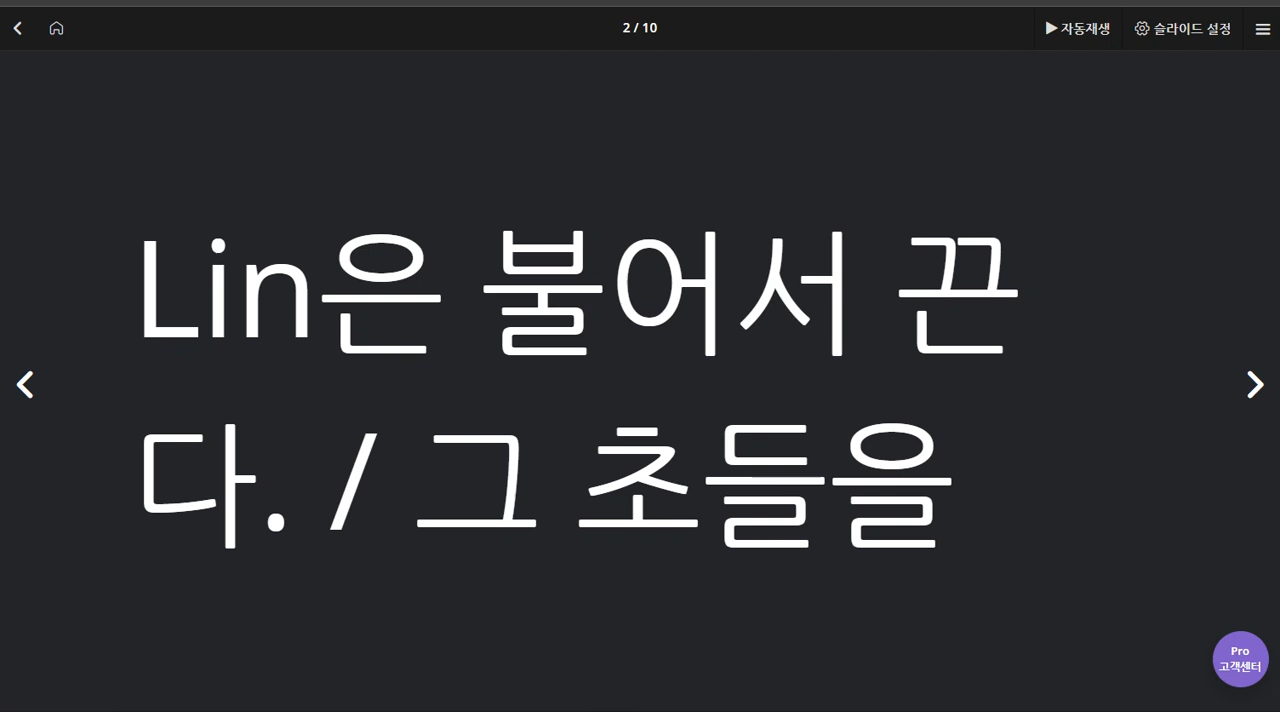 2 / 10
자동재생
슬라이드 설정
Lin은 불어서 끈
다. / 그 초들을
Pro
고객센터